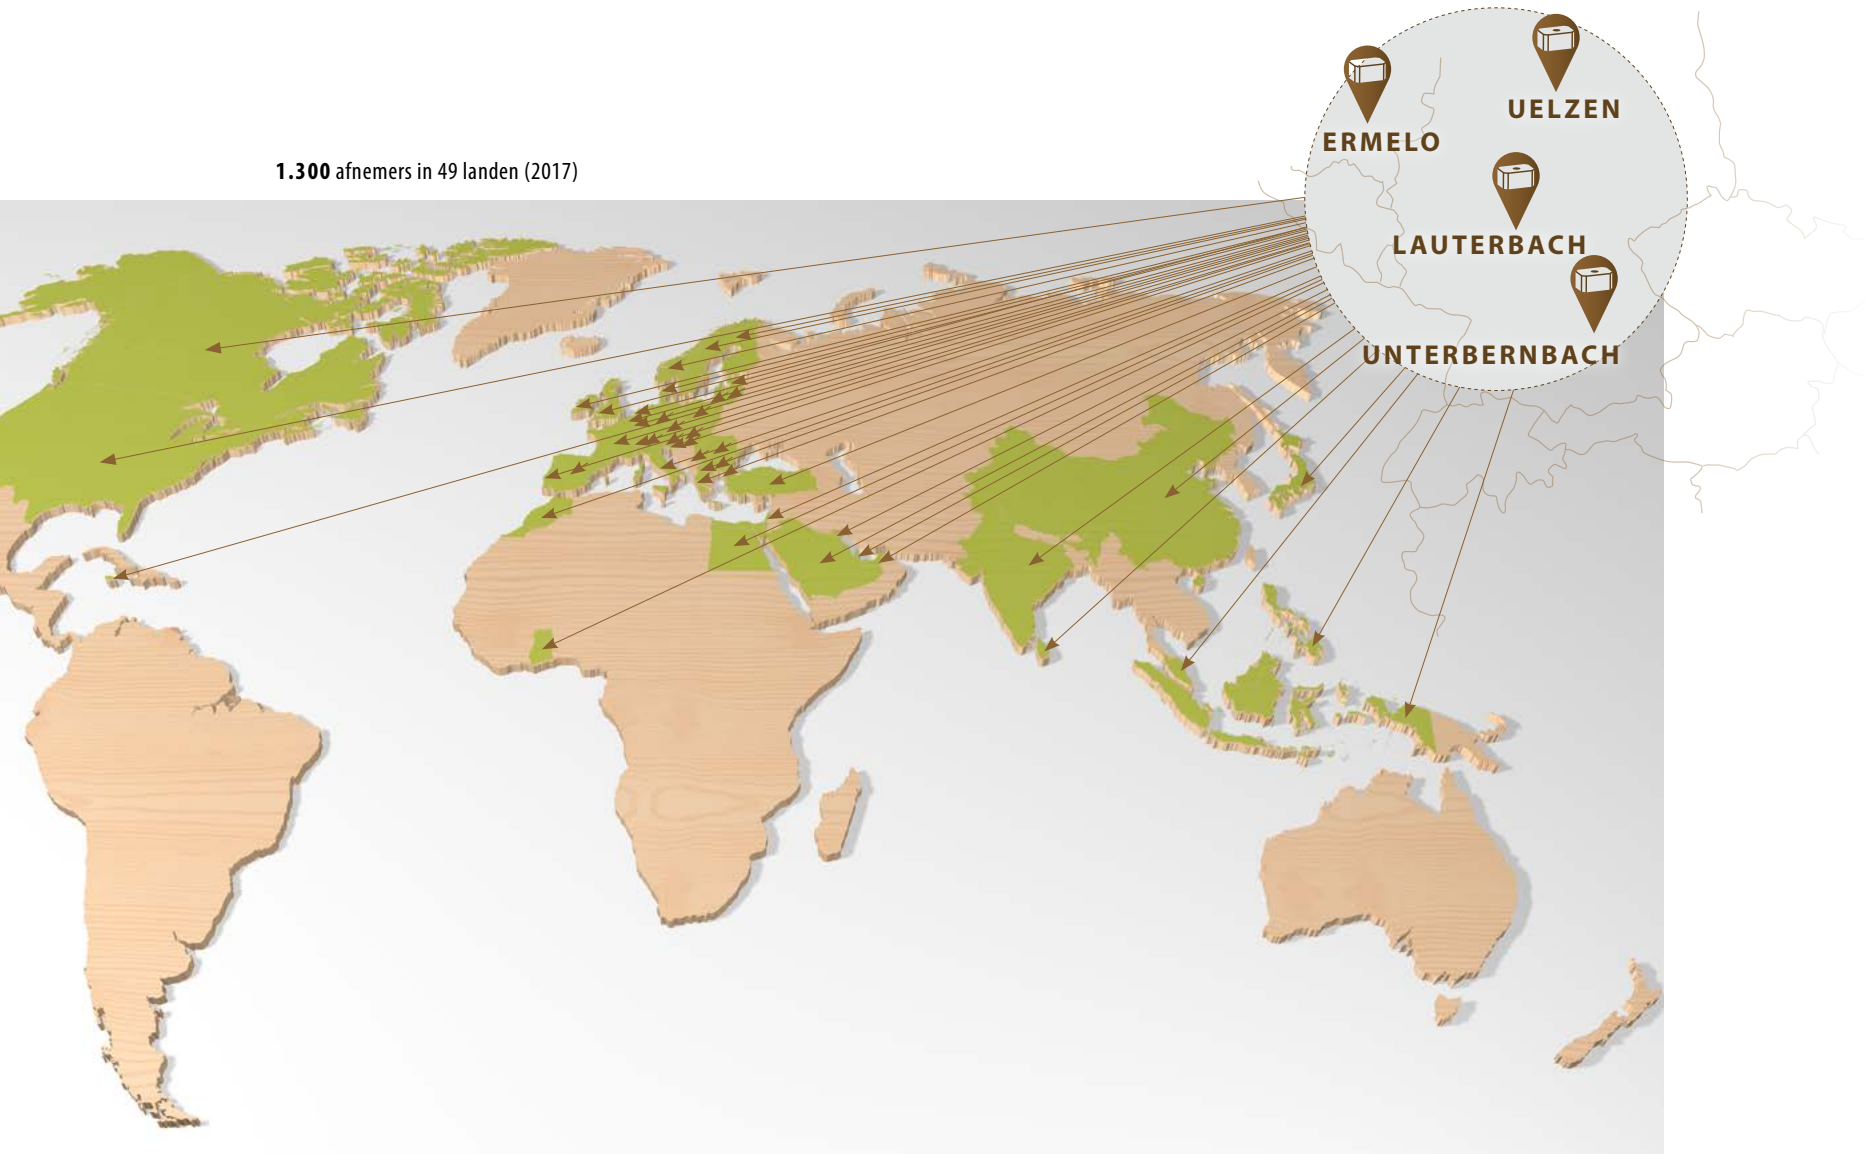 UELZEN
ERMELO
1.300 afnemers in 49 landen (2017)
LAUTERBACH
UNTERBERNBACH